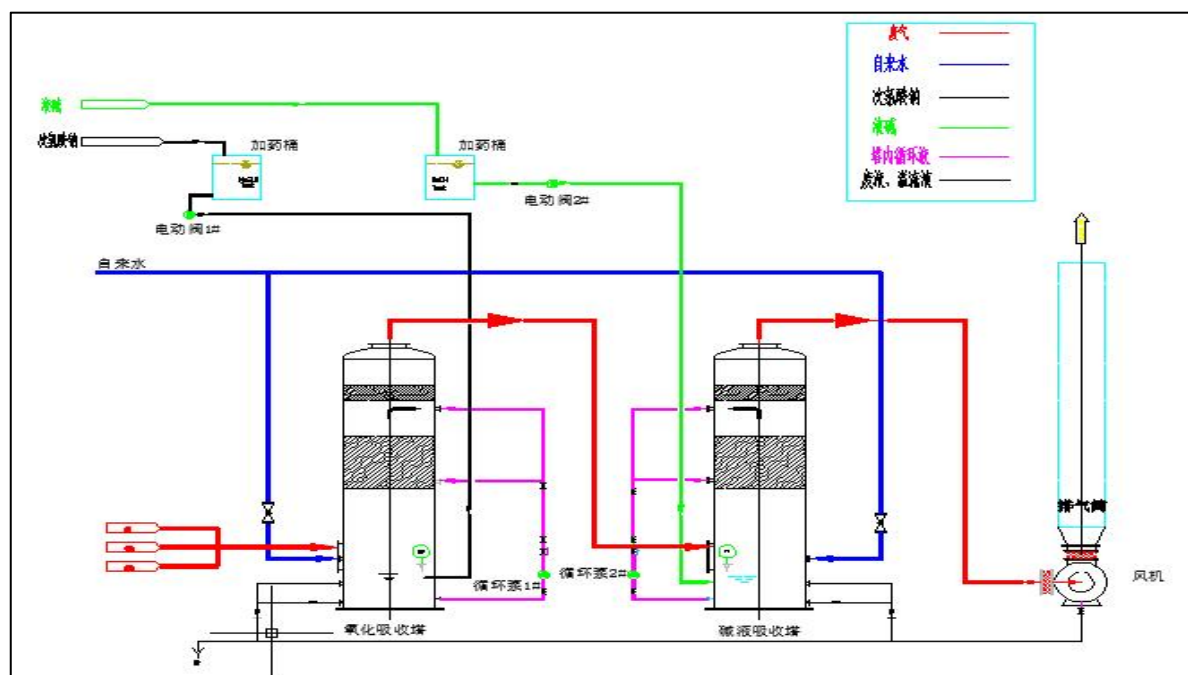 废气
自来水
次氯酸钠
液碱
塔内循环液
废液、溢流液
液碱
次氯酸钠
加药桶
加药桶
电动阀1#
电动阀2#
自来水
循环泵1#
循环泵2#
排气筒
风机
氧化吸收塔
碱液吸收塔